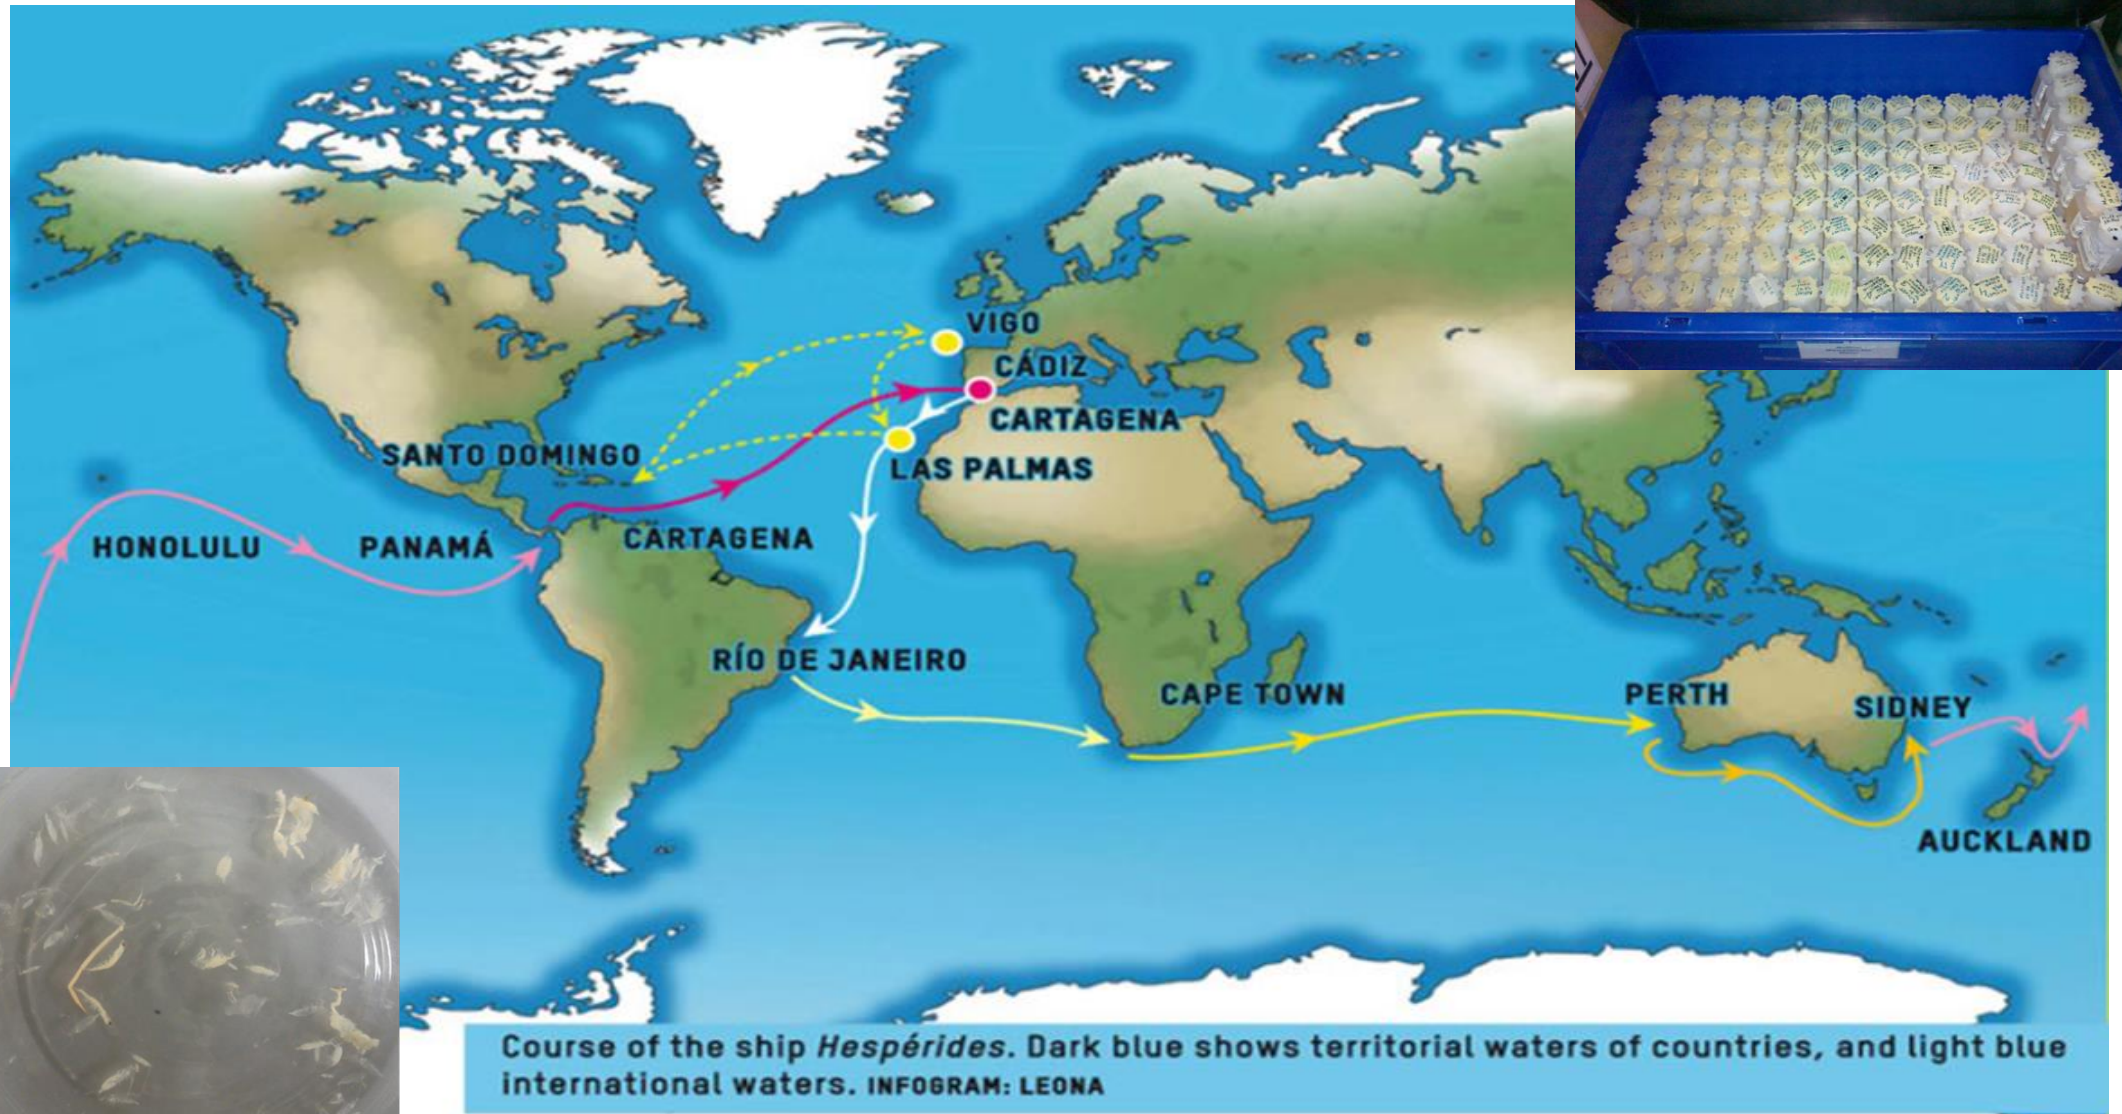 VIGO
CÁDIZ
CARTAGENA
SANTO DOMINGO
LAS PALMAS
HONOLULU
PANAMÁ
CARTAGENA
RÍO DE JANEIRO
CAPE TOWN
PERTH
SIDNEY
AUCKLAND
Course of the ship Hespérides. Dark blue shows territorial waters of countries, and light blue
international waters. INFOGRAM: LEONA